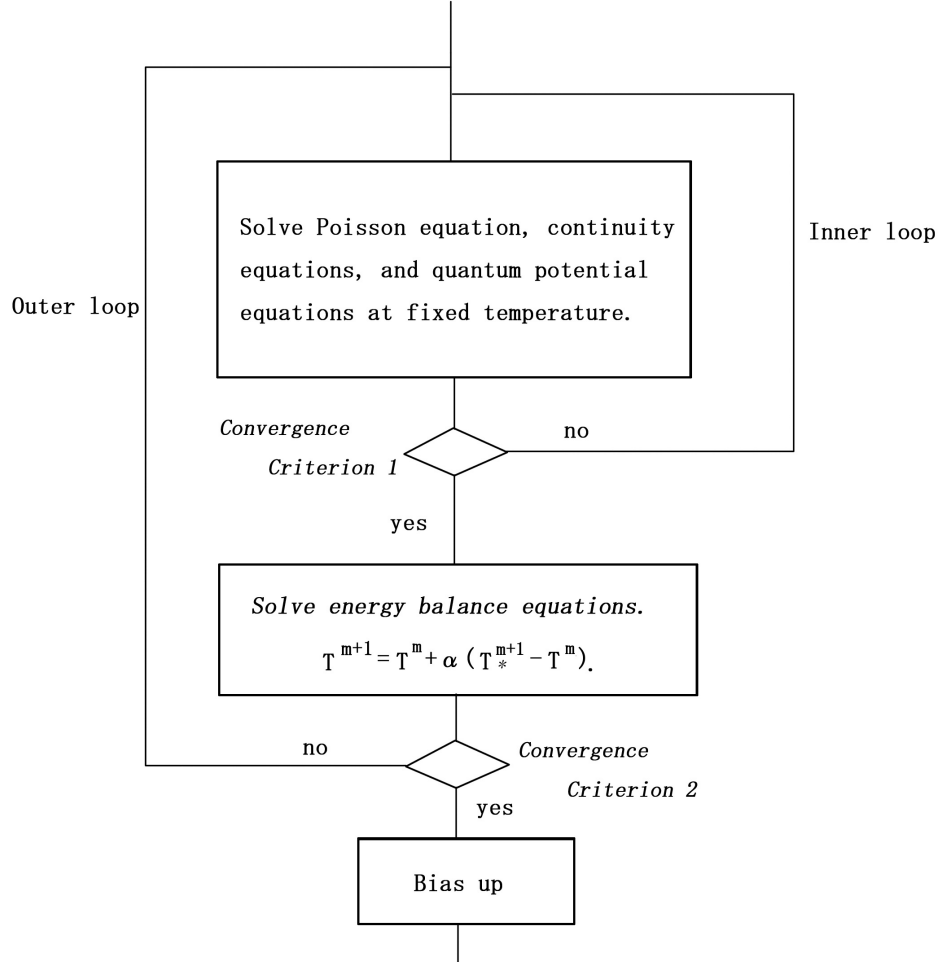 Solve Poisson equation, continuity
equations, and quantum potential
equations at fixed temperature.
Inner loop
Outer loop
Convergence
Criterion 1
no
yes
Solve energy balance equations.
T^{m+1} = T^m + α (T_*^{m+1} − T^m).
no
Convergence
Criterion 2
yes
Bias up